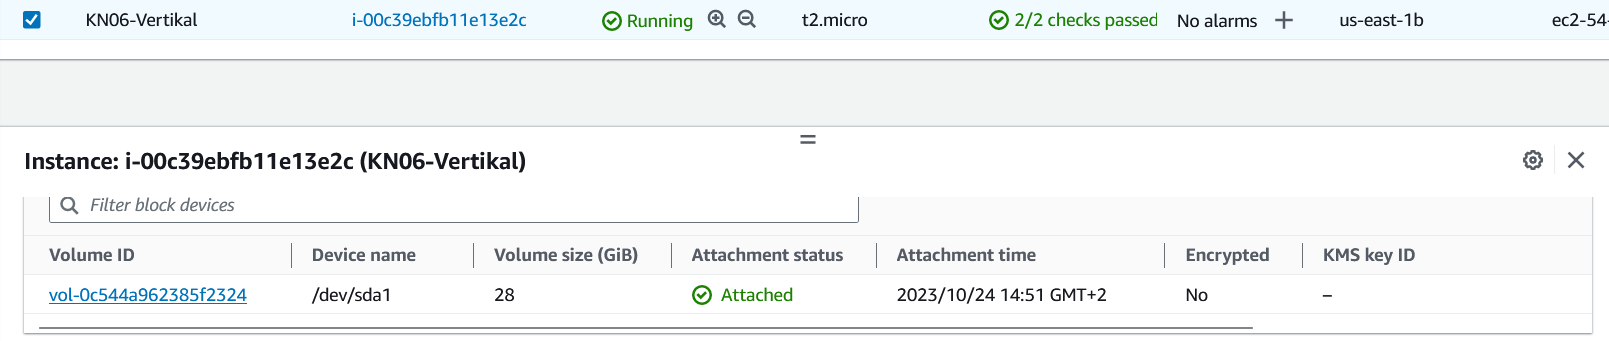 KN06-Vertikal i-00c39ebfb11e13e2c Running t2.micro 2/2 checks passed No alarms + us-east-1b ec2-54-
Instance: i-00c39ebfb11e13e2c (KN06-Vertikal)
Filter block devices
Volume ID Device name Volume size (GiB) Attachment status Attachment time Encrypted KMS key ID
vol-0c544a962385f2324 /dev/sda1 28 Attached 2023/10/24 14:51 GMT+2 No –